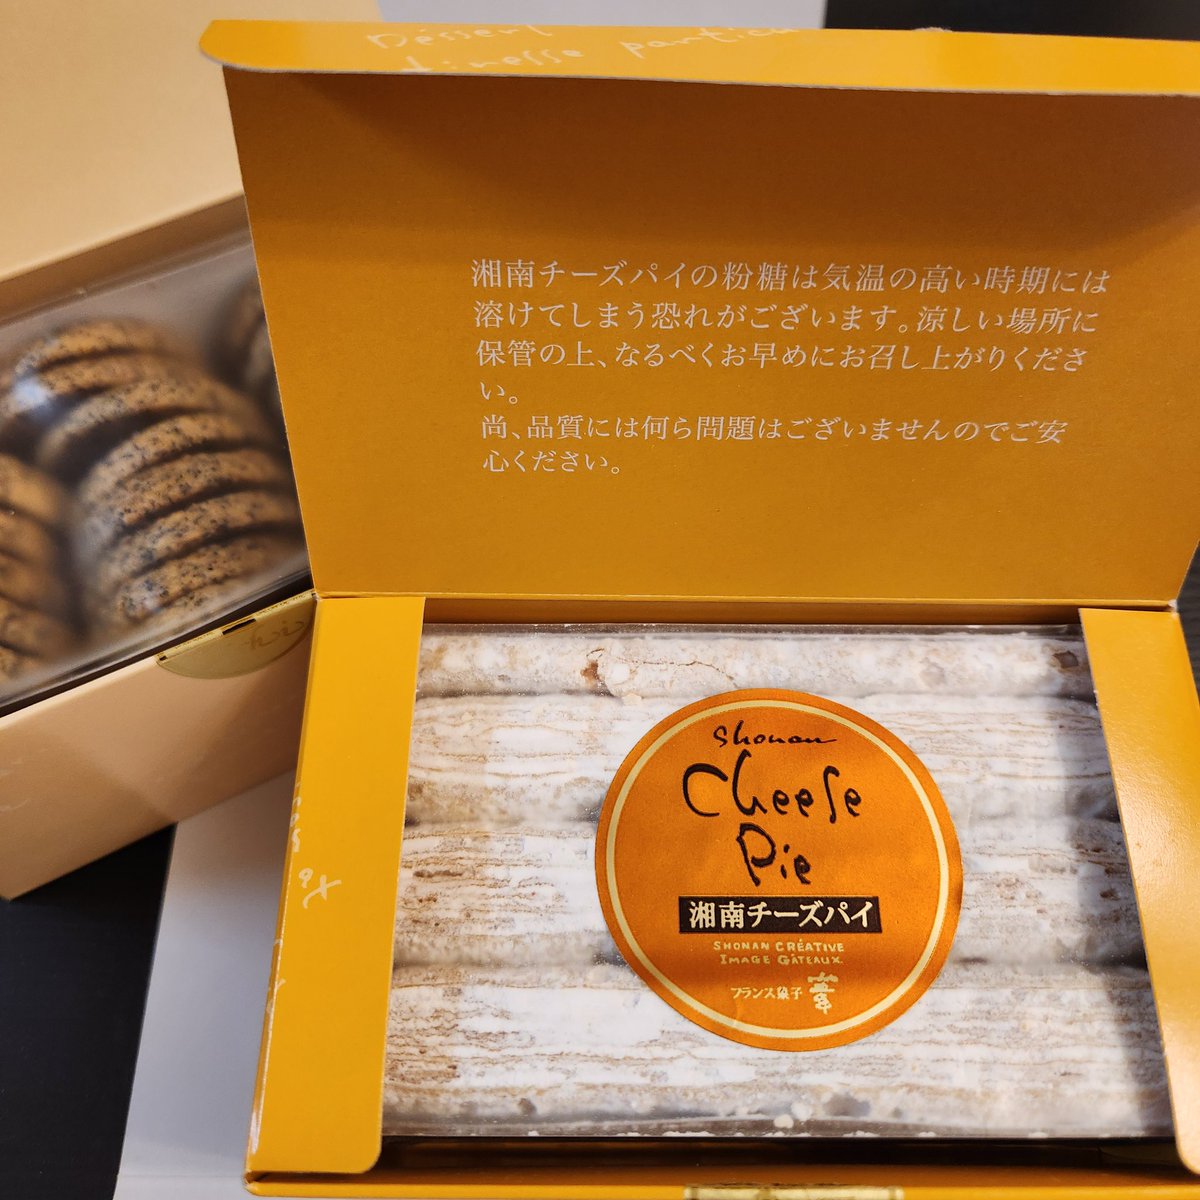 Dessert
finesse
湘南チーズパイの粉糖は気温の高い時期には
溶けてしまう恐れがございます。涼しい場所に
保管の上、なるべくお早めにお召し上がりくださ
い。
尚、品質には何ら問題はございませんのでご安
心ください。
Shonan
Cheese
Pie
湘南チーズパイ
SHONAN CRÉATIVE
IMAGE GÂTEAUX
フランス菓子 葦